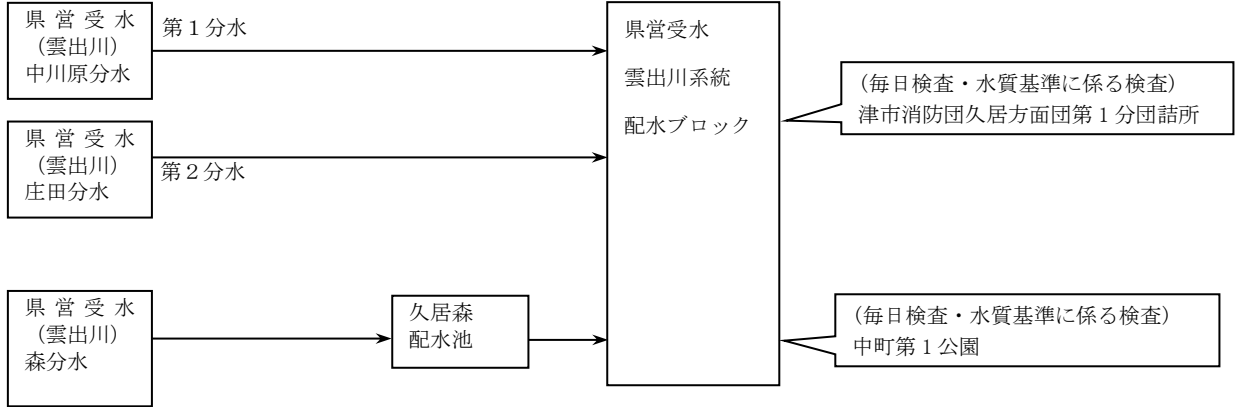 県営受水
（雲出川）
中川原分水
第１分水
県営受水
（雲出川）
庄田分水
第２分水
県営受水
（雲出川）
森分水
久居森
配水池
県営受水
雲出川系統
配水ブロック
（毎日検査・水質基準に係る検査）
津市消防団久居方面団第１分団詰所
（毎日検査・水質基準に係る検査）
中町第１公園